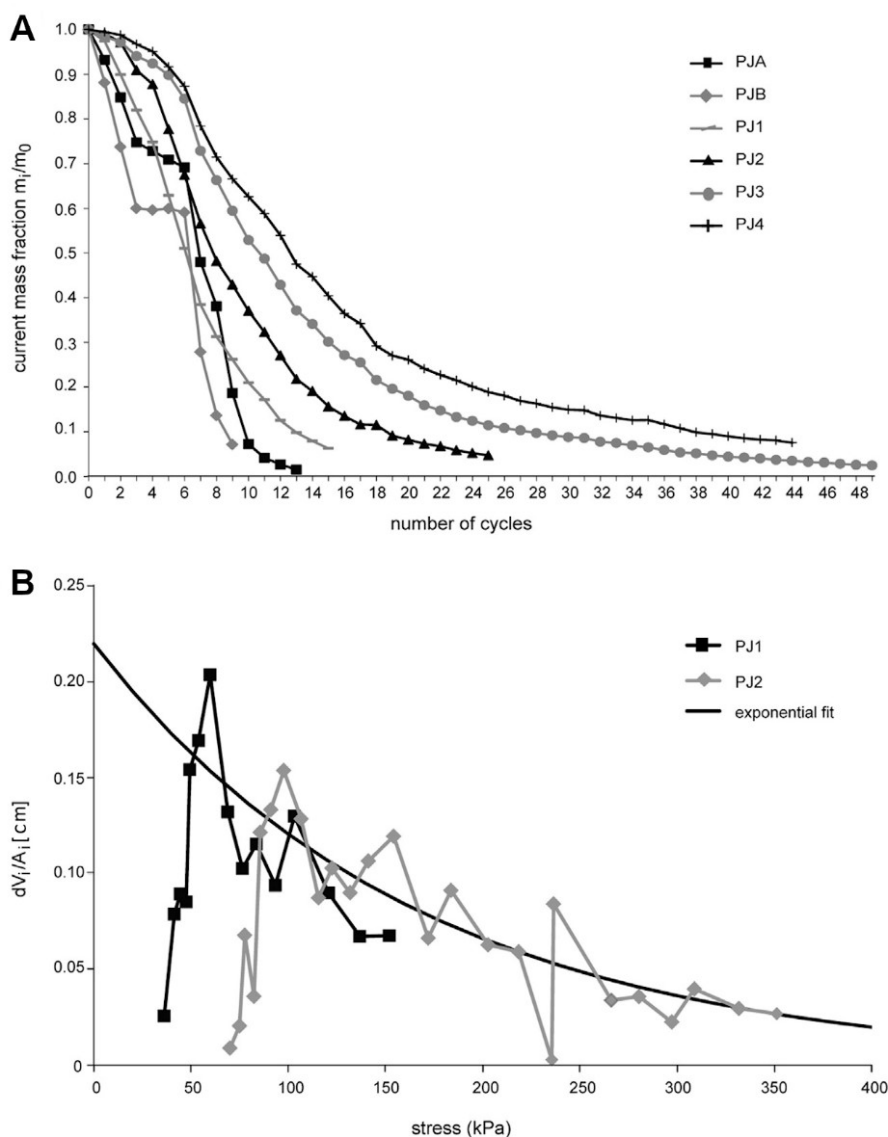 A
1.0
0.9
0.8
0.7
0.6
0.5
0.4
0.3
0.2
0.1
0.0
current mass fraction mi/m0
0 2 4 6 8 10 12 14 16 18 20 22 24 26 28 30 32 34 36 38 40 42 44 46 48
number of cycles
PJA
PJB
PJ1
PJ2
PJ3
PJ4
B
0.25
0.20
0.15
0.10
0.05
0
dVi/Ai [cm]
0 50 100 150 200 250 300 350 400
stress (kPa)
PJ1
PJ2
exponential fit